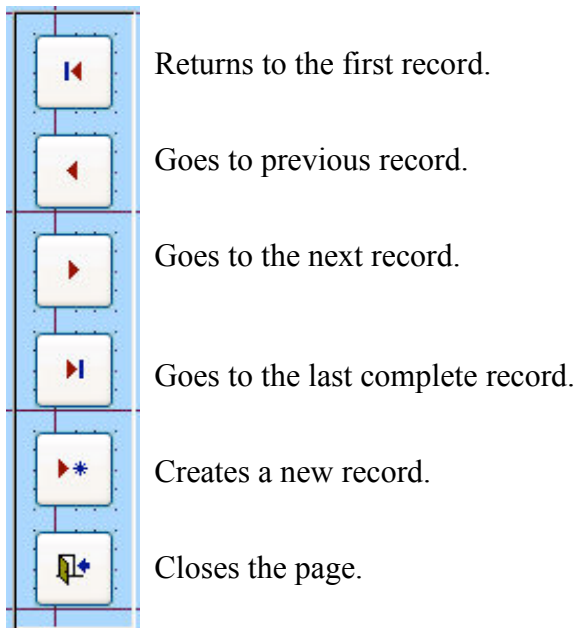 Returns to the first record.
Goes to previous record.
Goes to the next record.
Goes to the last complete record.
Creates a new record.
Closes the page.